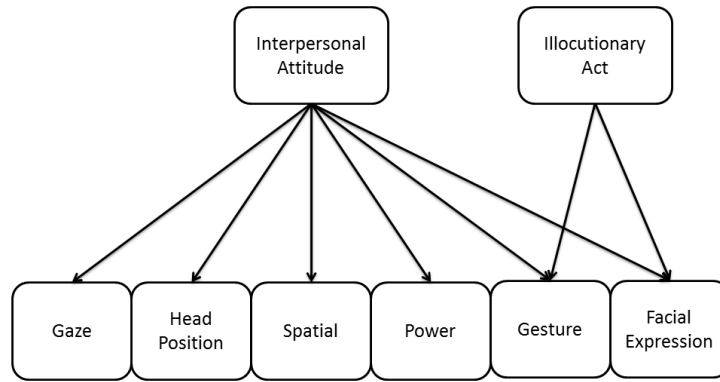 Interpersonal
Attitude
Illocutionary
Act
Gaze
Head
Position
Spatial
Power
Gesture
Facial
Expression